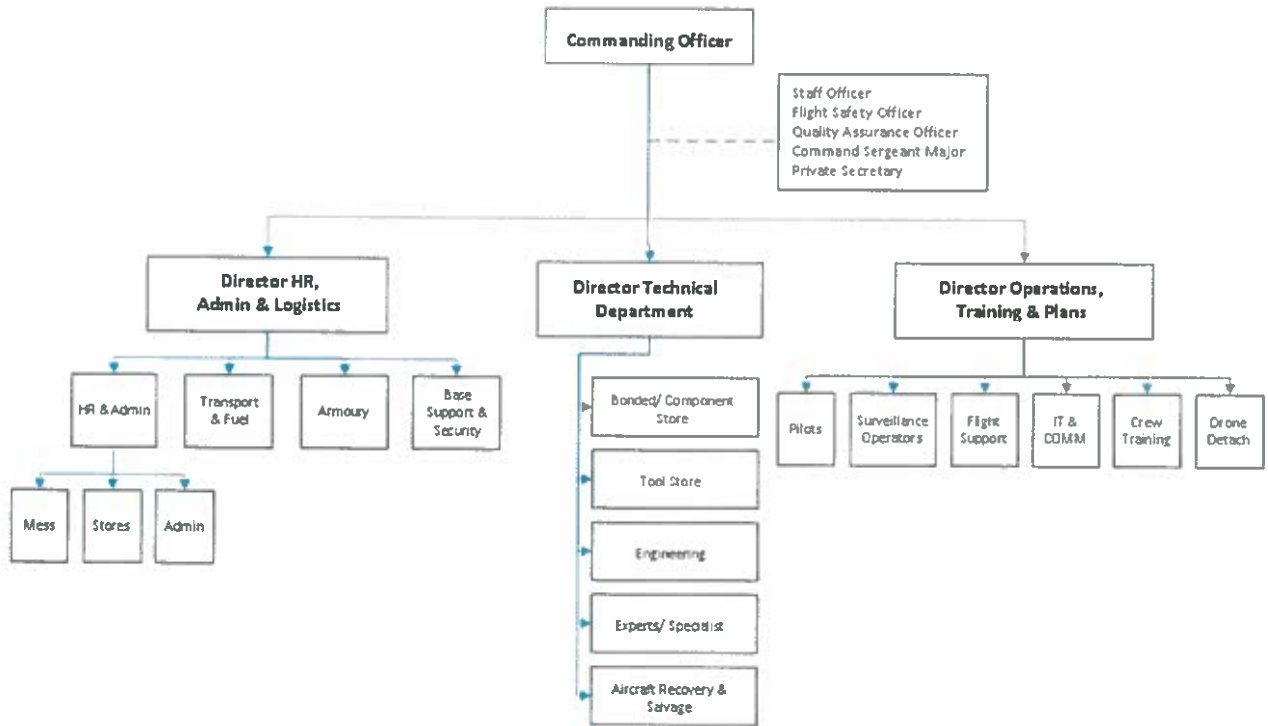 Commanding Officer
Staff Officer
Flight Safety Officer
Quality Assurance Officer
Command Sergeant Major
Private Secretary
Director HR,
Admin & Logistics
Director Technical
Department
Director Operations,
Training & Plans
HR & Admin
Transport
& Fuel
Armoury
Base
Support &
Security
Bonded/ Component
Store
Pilots
Surveillance
Operators
Flight
Support
IT &
COMM
Crew
Training
Drone
Detach
Mess
Stores
Admin
Tool Store
Engineering
Experts/ Specialist
Aircraft Recovery &
Salvage